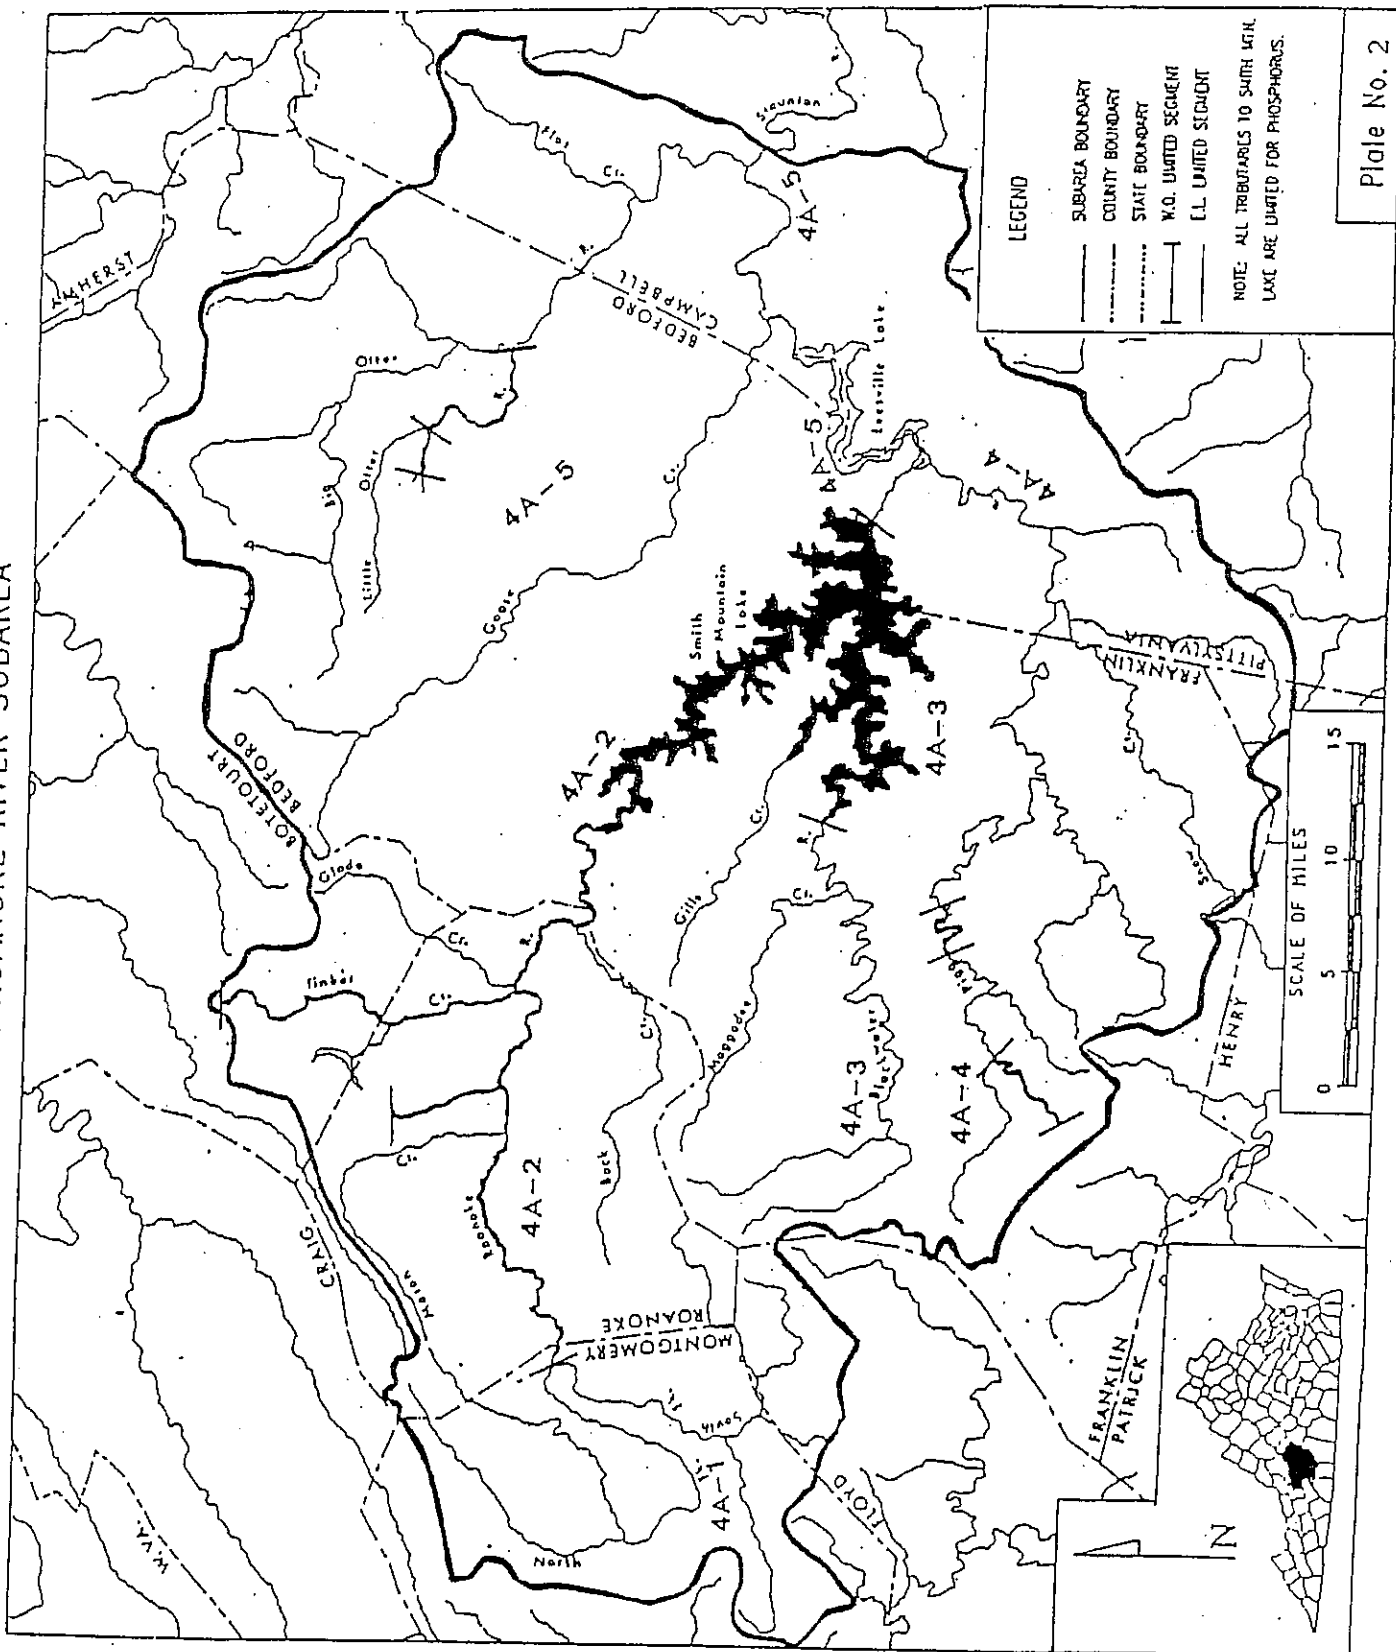 ROANOKE RIVER SUBAREA
AMHERST
W.VA.
CRAIG
BOTETOURT
BEDFORD
BEDFORD
CAMPBELL
MONTGOMERY
ROANOKE
FLOYD
FRANKLIN
PATRICK
HENRY
FRANKLIN
PITTSYLVANIA
4A-1
4A-2
4A-2
4A-3
4A-3
4A-4
4A-4
4A-5
4A-5
4A-5
North
South
Mason
Cr.
Roanoke
R.
Back
Cr.
Tinker
Cr.
Glade
Cr.
Goose
Cr.
Little
Otter
R.
Big
Otter
R.
Flat
Cr.
Staunton
R.
Smith
Mountain
Lake
Leesville Lake
Gills
Cr.
Maggodee
Cr.
Blackwater
R.
Pigg
R.
Snow
Cr.
LEGEND
SUBAREA BOUNDARY
COUNTY BOUNDARY
STATE BOUNDARY
W.Q. LIMITED SEGMENT
E.L. LIMITED SEGMENT
NOTE: ALL TRIBUTARIES TO SMITH MTN.
LAKE ARE LIMITED FOR PHOSPHORUS.
Plate No. 2
SCALE OF MILES
0 5 10 15
N